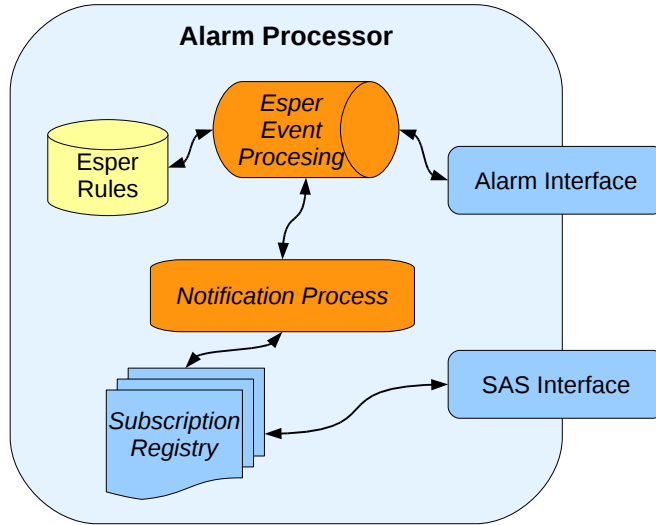 Alarm Processor
Esper
Event
Procesing
Esper
Rules
Alarm Interface
Notification Process
SAS Interface
Subscription
Registry